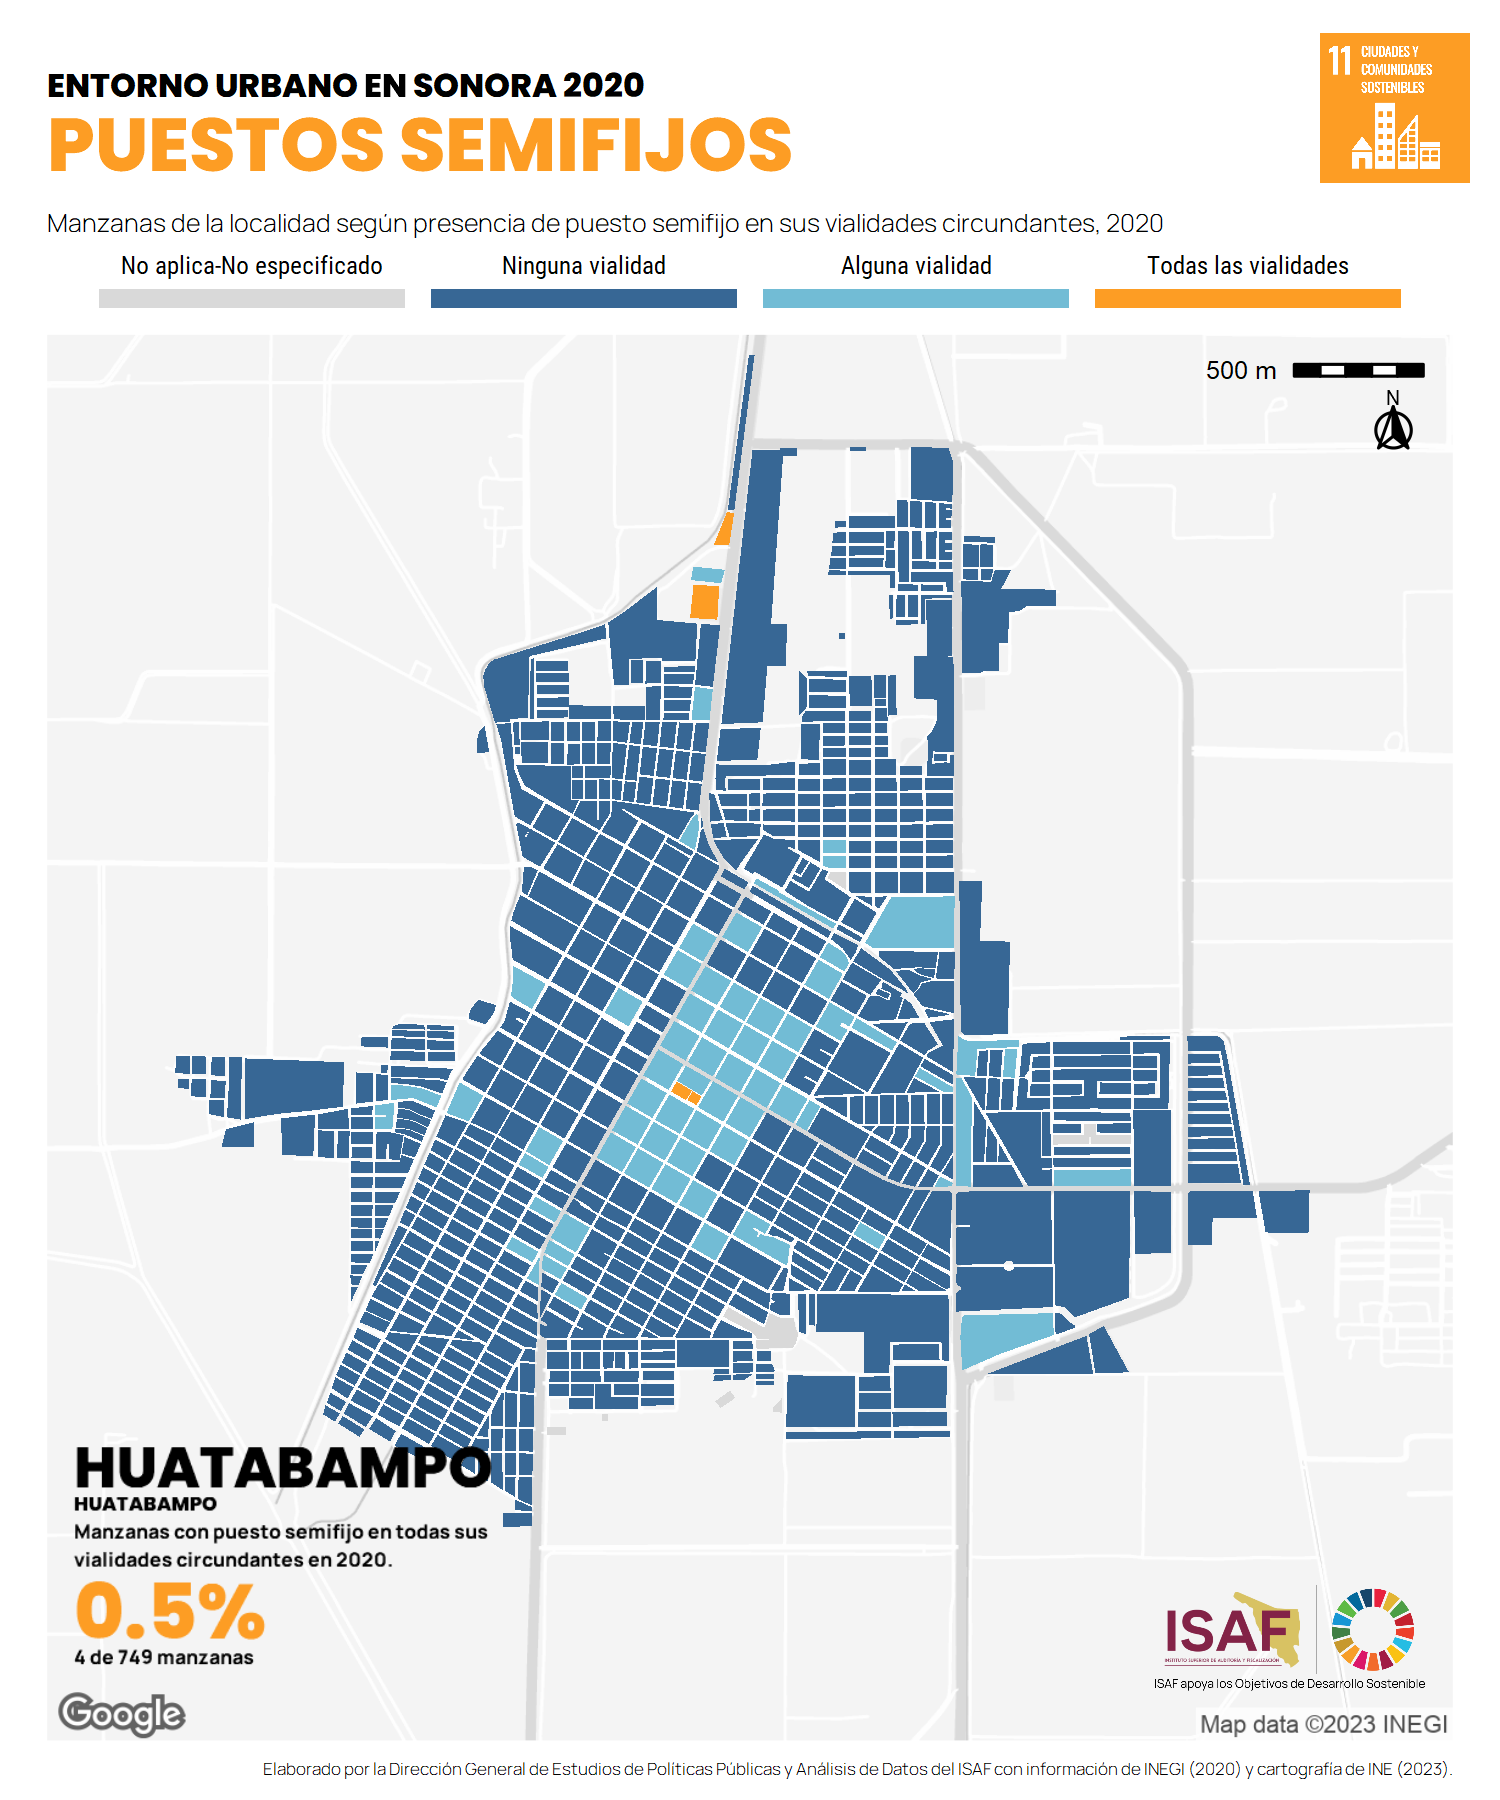 ENTORNO URBANO EN SONORA 2020
PUESTOS SEMIFIJOS
11 CIUDADES Y
COMUNIDADES
SOSTENIBLES
Manzanas de la localidad según presencia de puesto semifijo en sus vialidades circundantes, 2020
No aplica-No especificado
Ninguna vialidad
Alguna vialidad
Todas las vialidades
500 m
N
HUATABAMPO
HUATABAMPO
Manzanas con puesto semifijo en todas sus
vialidades circundantes en 2020.
0.5%
4 de 749 manzanas
Google
ISAF
INSTITUTO SUPERIOR DE AUDITORÍA Y FISCALIZACIÓN
ISAF apoya los Objetivos de Desarrollo Sostenible
Map data ©2023 INEGI
Elaborado por la Dirección General de Estudios de Políticas Públicas y Análisis de Datos del ISAF con información de INEGI (2020) y cartografía de INE (2023).